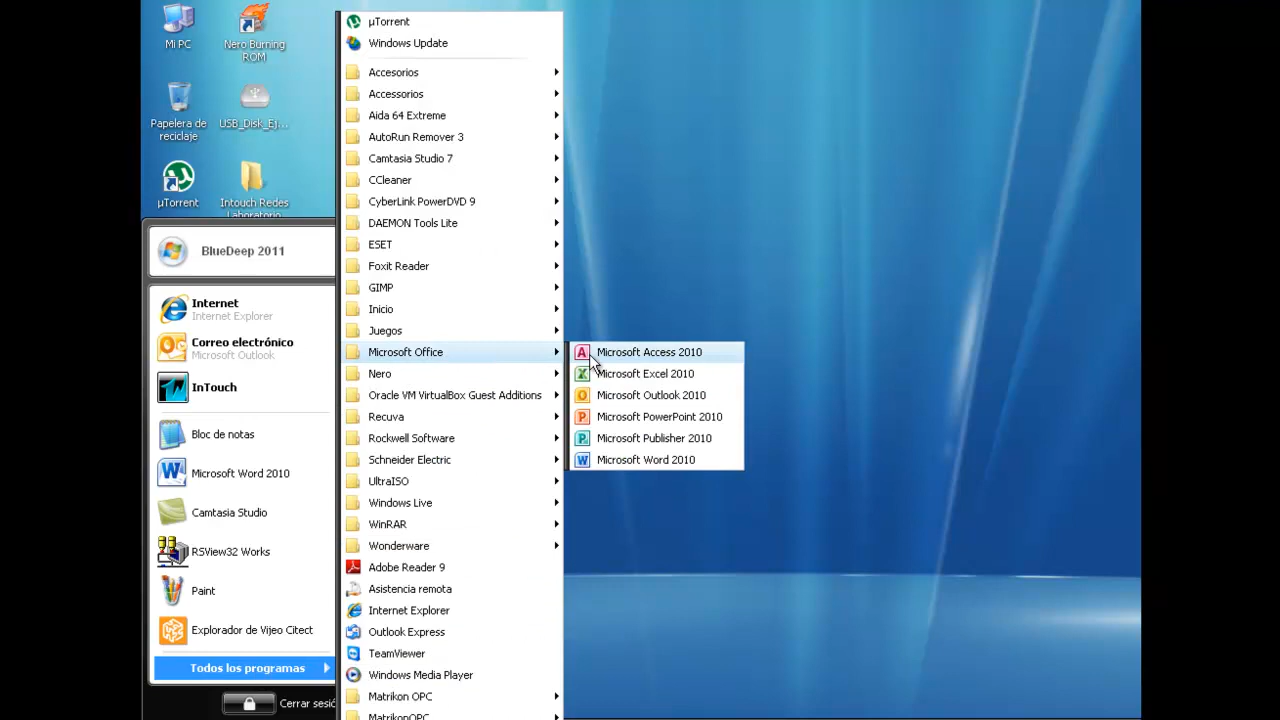 Mi PC
Nero Burning
ROM
Papelera de
reciclaje
USB_Disk_Ej...
µTorrent
Intouch Redes
Laboratorio
BlueDeep 2011
Internet
Internet Explorer
Correo electrónico
Microsoft Outlook
InTouch
Bloc de notas
Microsoft Word 2010
Camtasia Studio
RSView32 Works
Paint
Explorador de Vijeo Citect
Todos los programas
Cerrar sesió
µTorrent
Windows Update
Accesorios
Accessorios
Aida 64 Extreme
AutoRun Remover 3
Camtasia Studio 7
CCleaner
CyberLink PowerDVD 9
DAEMON Tools Lite
ESET
Foxit Reader
GIMP
Inicio
Juegos
Microsoft Office
Nero
Oracle VM VirtualBox Guest Additions
Recuva
Rockwell Software
Schneider Electric
UltraISO
Windows Live
WinRAR
Wonderware
Adobe Reader 9
Asistencia remota
Internet Explorer
Outlook Express
TeamViewer
Windows Media Player
Matrikon OPC
MatrikonOPC
Microsoft Access 2010
Microsoft Excel 2010
Microsoft Outlook 2010
Microsoft PowerPoint 2010
Microsoft Publisher 2010
Microsoft Word 2010